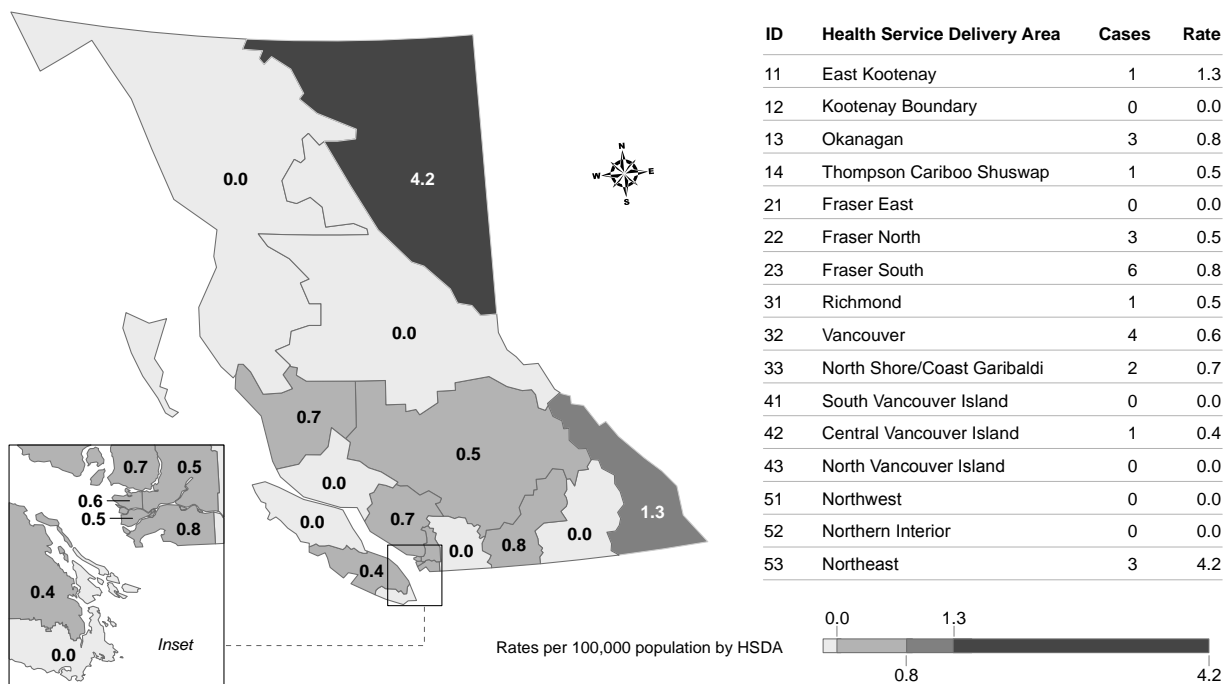 ID Health Service Delivery Area Cases Rate
11 East Kootenay 1 1.3
12 Kootenay Boundary 0 0.0
13 Okanagan 3 0.8
14 Thompson Cariboo Shuswap 1 0.5
21 Fraser East 0 0.0
22 Fraser North 3 0.5
23 Fraser South 6 0.8
31 Richmond 1 0.5
32 Vancouver 4 0.6
33 North Shore/Coast Garibaldi 2 0.7
41 South Vancouver Island 0 0.0
42 Central Vancouver Island 1 0.4
43 North Vancouver Island 0 0.0
51 Northwest 0 0.0
52 Northern Interior 0 0.0
53 Northeast 3 4.2
N
W E
S
0.0
4.2
0.0
0.7
0.5
0.0
0.0
0.7
0.0
0.8
0.0
1.3
0.4
0.7 0.5
0.6
0.5
0.8
0.4
0.0
Inset
Rates per 100,000 population by HSDA
0.0 1.3
0.8 4.2